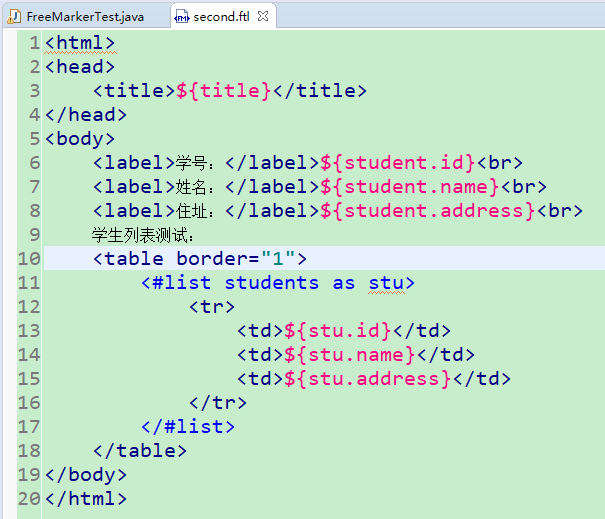 FreeMarkerTest.java second.ftl
1 <html>
2 <head>
3     <title>${title}</title>
4 </head>
5 <body>
6     <label>学号：</label>${student.id}<br>
7     <label>姓名：</label>${student.name}<br>
8     <label>住址：</label>${student.address}<br>
9     学生列表测试：
10     <table border="1">
11         <#list students as stu>
12             <tr>
13                 <td>${stu.id}</td>
14                 <td>${stu.name}</td>
15                 <td>${stu.address}</td>
16             </tr>
17         </#list>
18     </table>
19 </body>
20 </html>